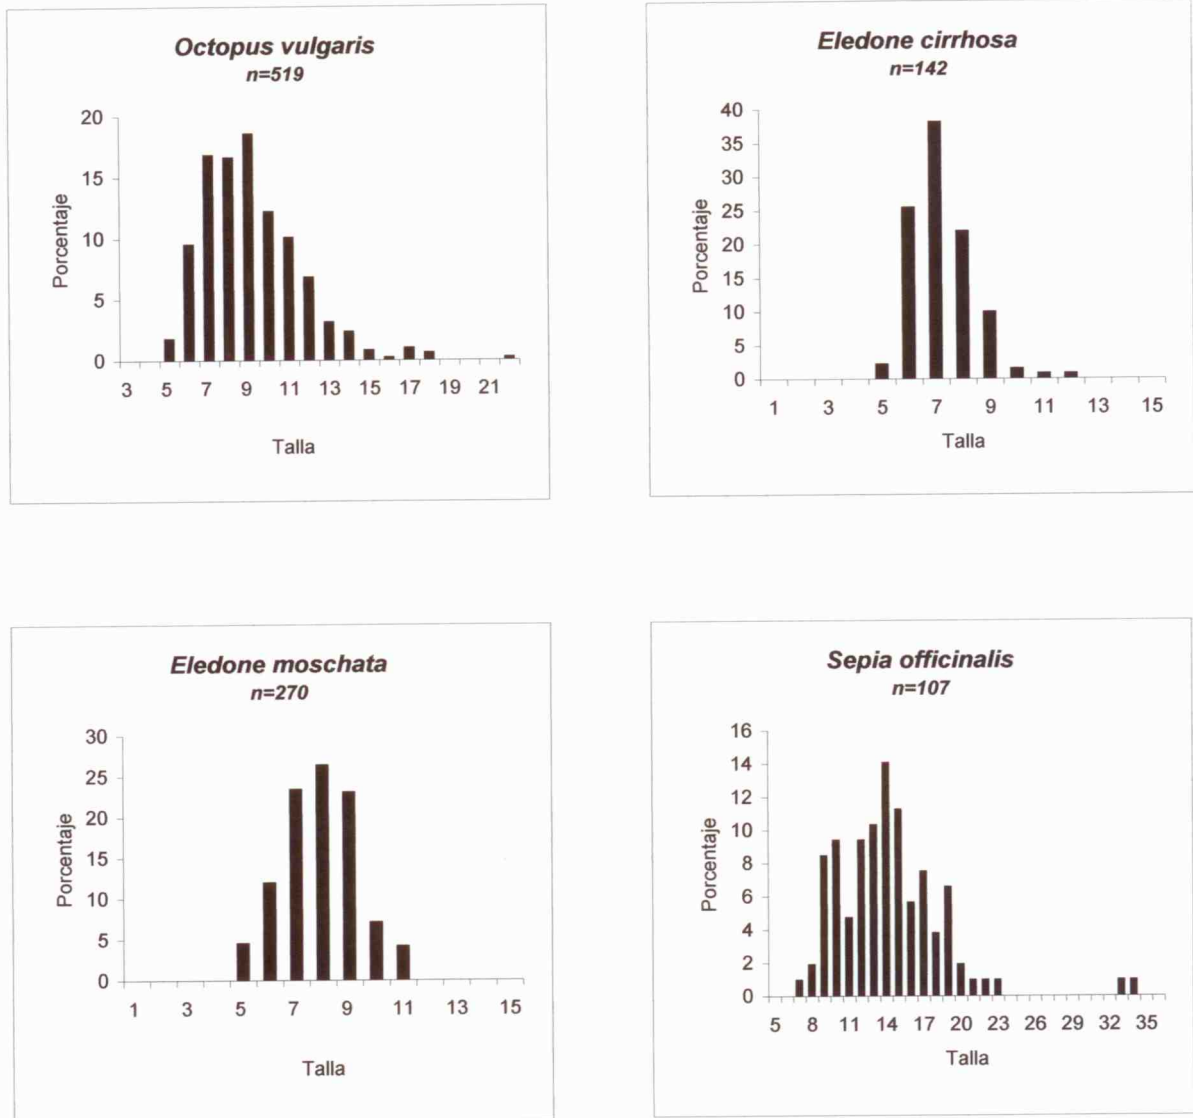 Octopus vulgaris
n=519
20
15
10
5
0
Porcentaje
3 5 7 9 11 13 15 17 19 21
Talla
Eledone cirrhosa
n=142
40
35
30
25
20
15
10
5
0
Porcentaje
1 3 5 7 9 11 13 15
Talla
Eledone moschata
n=270
30
25
20
15
10
5
0
Porcentaje
1 3 5 7 9 11 13 15
Talla
Sepia officinalis
n=107
16
14
12
10
8
6
4
2
0
Porcentaje
5 8 11 14 17 20 23 26 29 32 35
Talla